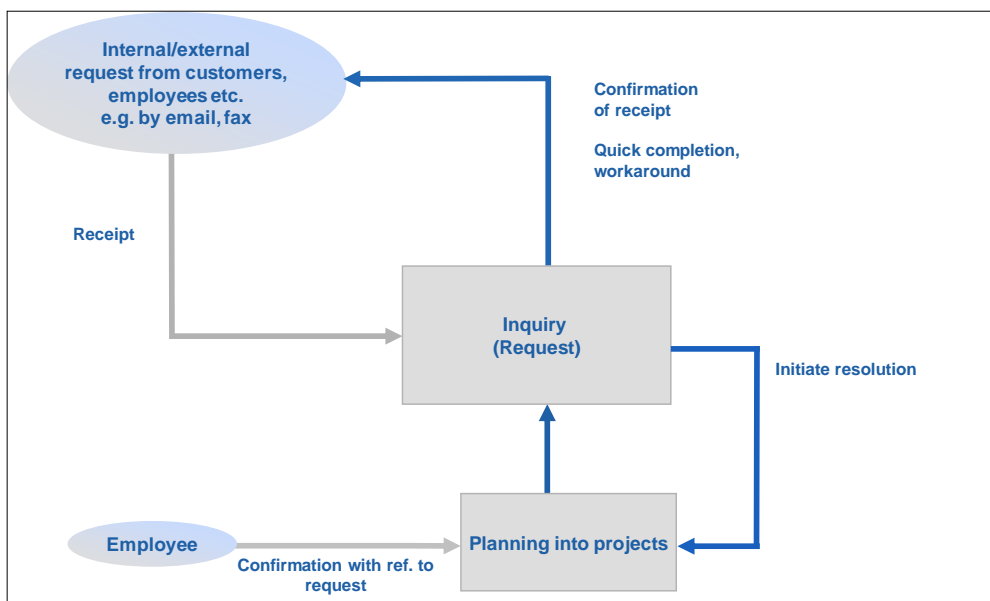 Internal/external
request from customers,
employees etc.
e.g. by email, fax
Confirmation
of receipt
Quick completion,
workaround
Receipt
Inquiry
(Request)
Initiate resolution
Employee
Confirmation with ref. to
request
Planning into projects